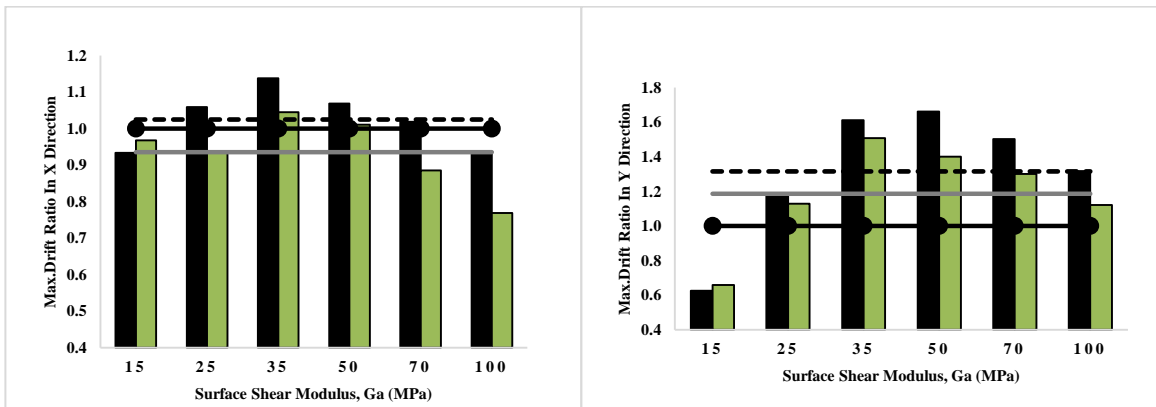 Max.Drift Ratio In X Direction
1.2
1.1
1.0
0.9
0.8
0.7
0.6
0.5
0.4
15 25 35 50 70 100
Surface Shear Modulus, Ga (MPa)
Max.Drift Ratio In Y Direction
1.8
1.6
1.4
1.2
1.0
0.8
0.6
0.4
15 25 35 50 70 100
Surface Shear Modulus, Ga (MPa)